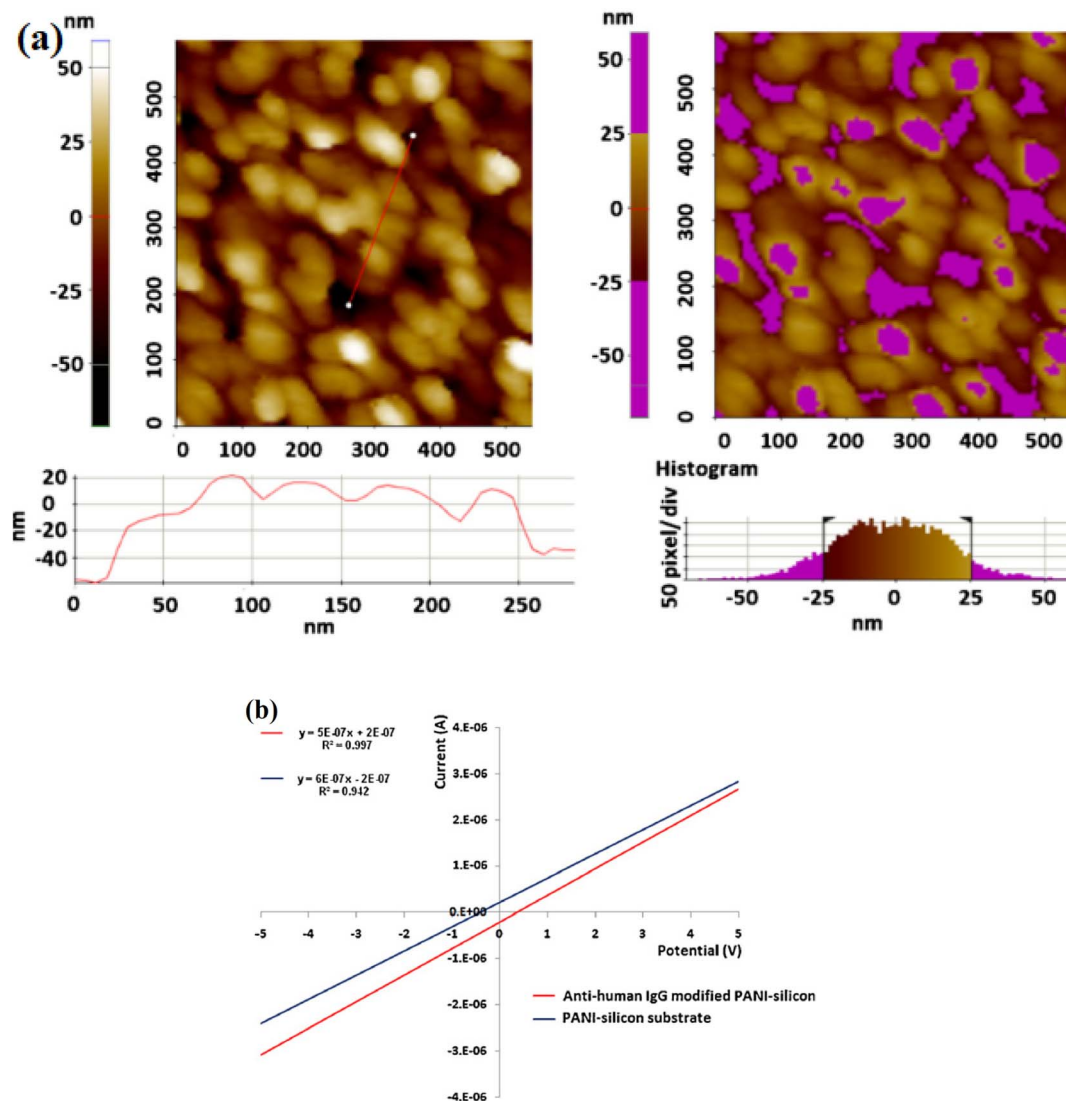 (a)
nm
50
25
0
-25
-50
500
400
300
200
100
0
0 100 200 300 400 500
nm
50
25
0
-25
-50
500
400
300
200
100
0
0 100 200 300 400 500
20
0
-20
-40
nm
0 50 100 150 200 250
nm
Histogram
50 pixel/div
-50 -25 0 25 50
nm
(b)
y = 5E-07x + 2E-07
R² = 0.997
y = 6E-07x - 2E-07
R² = 0.942
Current (A)
4.E-06
3.E-06
2.E-06
1.E-06
0.E+00
-5 -4 -3 -2 -1 0 1 2 3 4 5
Potential (V)
-1.E-06
-2.E-06
-3.E-06
-4.E-06
Anti-human IgG modified PANI-silicon
PANI-silicon substrate